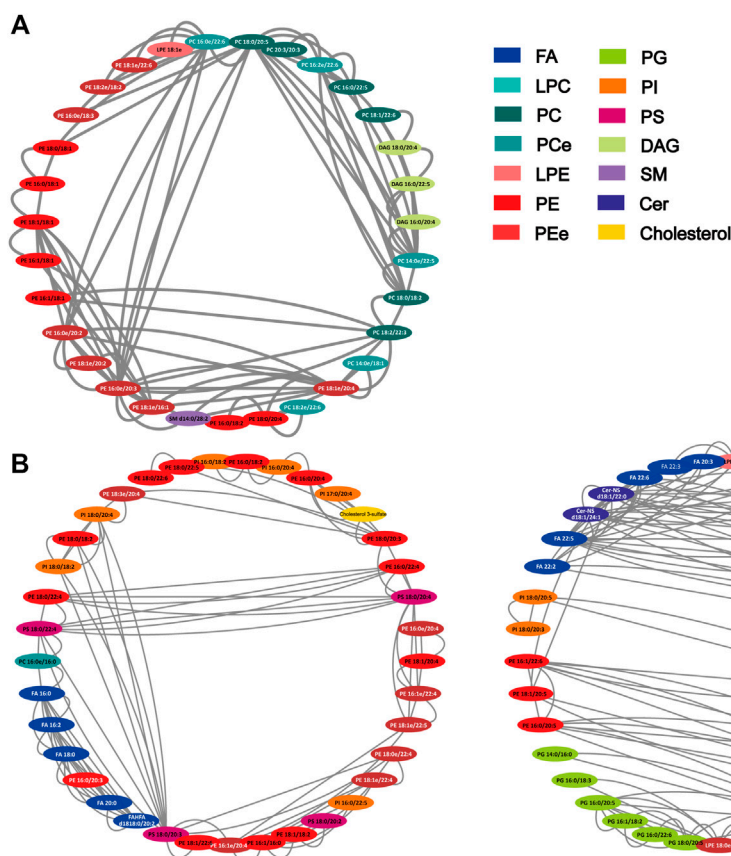 A
LPE 18:1e
PC 16:0e/22:6
PC 18:0/20:5
PC 20:3/20:3
PC 16:2e/22:6
PC 16:0/22:5
PC 18:1/22:6
DAG 18:0/20:4
DAG 16:0/22:5
DAG 16:0/20:4
PC 14:0e/22:5
PC 18:0/18:2
PC 18:2/22:3
PC 14:0e/18:1
PE 18:1e/20:4
PC 18:2e/22:6
PE 18:0/20:4
PE 16:0/18:2
SM d14:0/28:2
PE 18:1e/16:1
PE 16:0e/20:3
PE 18:1e/20:2
PE 16:0e/20:2
PE 16:1/18:1
PE 16:1/18:1
PE 18:1/18:1
PE 16:0/18:1
PE 18:0/18:1
PE 16:0e/18:3
PE 18:2e/18:2
PE 18:1e/22:6
FA
LPC
PC
PCe
LPE
PE
PEe
PG
PI
PS
DAG
SM
Cer
Cholesterol
B
PE 18:0/22:5
PE 16:0/18:1
PI 16:0/20:4
PE 16:0/20:4
PI 17:0/20:4
Cholesterol 3-sulfate
PE 18:0/20:3
PE 16:0/22:4
PS 18:0/20:4
PE 16:0e/20:4
PE 18:1/20:4
PE 16:1e/22:4
PE 18:1e/22:5
PE 18:0e/22:4
PE 18:1e/22:4
PI 16:0/22:5
PS 18:0/20:2
PE 18:1/18:2
PE 18:1/18:0
PE 16:1e/20:4
PS 18:0/20:3
FAHFA
d1818:0/20:2
FA 20:0
PE 16:0/20:3
FA 18:0
FA 16:2
FA 16:0
PC 16:0e/16:0
PS 18:0/22:4
PE 18:0/22:4
PI 18:0/18:2
PE 18:0/18:2
PI 18:0/20:4
PE 18:3e/20:4
FA 20:3
FA 22:3
FA 22:6
Cer-NS
d18:1/22:0
Cer-NS
d18:1/24:1
FA 22:5
FA 22:2
PI 18:0/20:5
PI 18:0/20:3
PE 16:1/22:6
PE 18:1/20:5
PE 16:0/20:5
PG 14:0/16:0
PG 16:0/18:3
PG 16:0/20:5
PG 16:1/18:2
PG 16:0/22:6
PG 18:0/20:5
LPE 18:0e